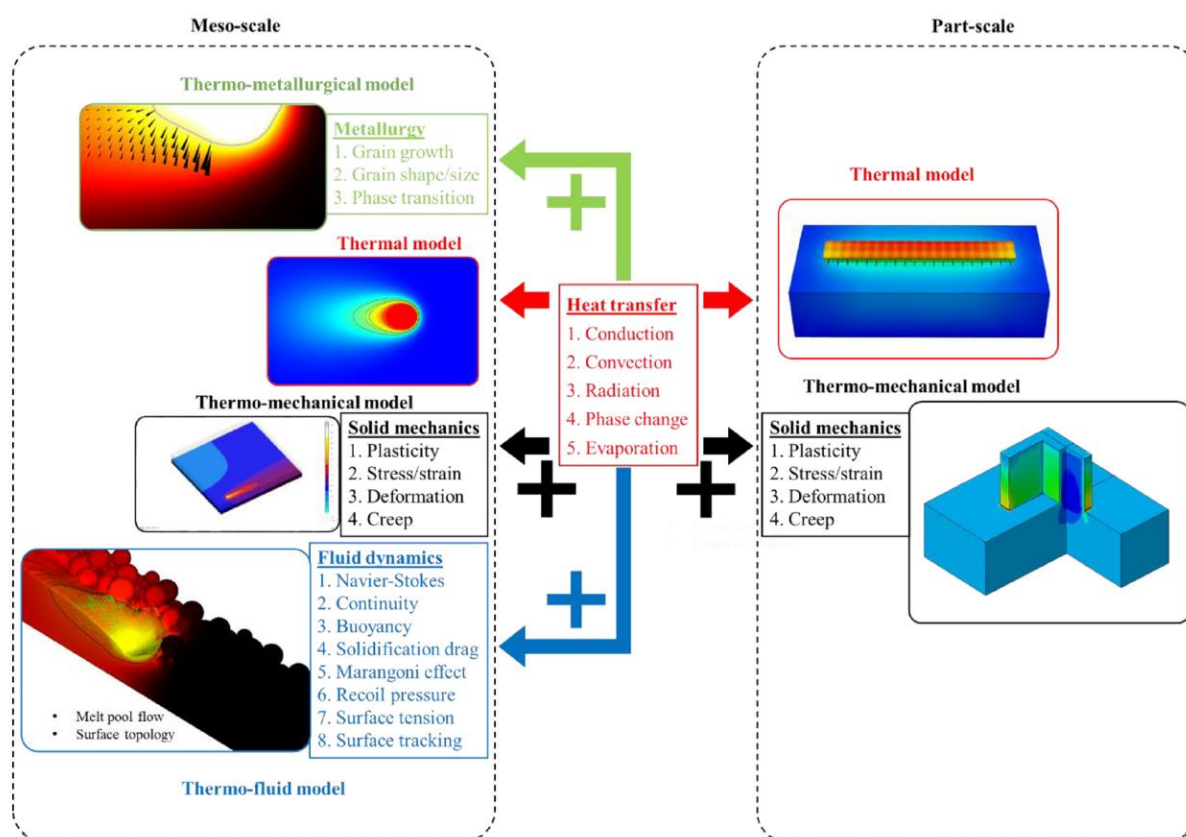 Meso-scale
Part-scale
Thermo-metallurgical model
Metallurgy
1. Grain growth
2. Grain shape/size
3. Phase transition
Thermal model
Thermo-mechanical model
Solid mechanics
1. Plasticity
2. Stress/strain
3. Deformation
4. Creep
Fluid dynamics
1. Navier-Stokes
2. Continuity
3. Buoyancy
4. Solidification drag
5. Marangoni effect
6. Recoil pressure
7. Surface tension
8. Surface tracking
• Melt pool flow
• Surface topology
Thermo-fluid model
Heat transfer
1. Conduction
2. Convection
3. Radiation
4. Phase change
5. Evaporation
Thermal model
Thermo-mechanical model
Solid mechanics
1. Plasticity
2. Stress/strain
3. Deformation
4. Creep